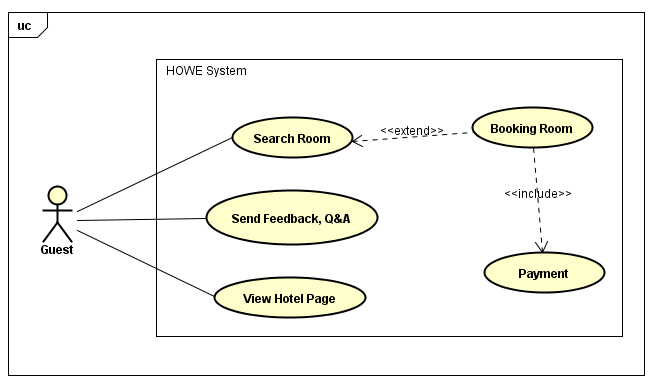 uc
HOWE System
Search Room
<<extend>>
Booking Room
<<include>>
Send Feedback, Q&A
Guest
Payment
View Hotel Page